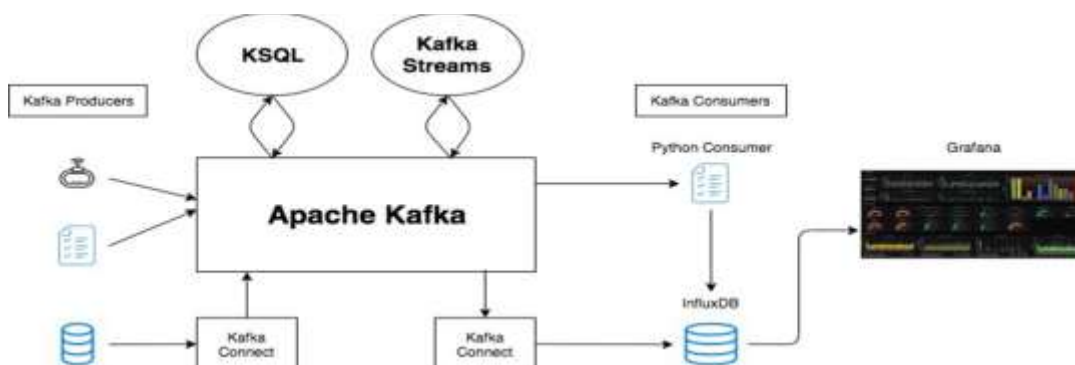 KSQL
Kafka
Streams
Kafka Producers
Kafka Consumers
Python Consumer
Grafana
Apache Kafka
InfluxDB
Kafka
Connect
Kafka
Connect